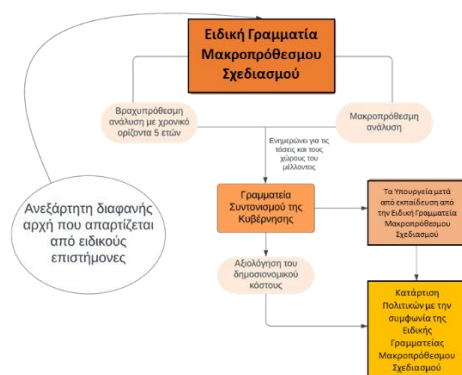 Ειδική Γραμματία
Μακροπρόθεσμου
Σχεδιασμού
Βραχυπρόθεσμη
ανάλυση με χρονικό
ορίζοντα 5 ετών
Μακροπρόθεσμη
ανάλυση
Ενημερώνει για τις
τάσεις και τους
χώρους του
μέλλοντος
Ανεξάρτητη διαφανής
αρχή που απαρτίζεται
από ειδικούς
επιστήμονες
Γραμματεία
Συντονισμού της
Κυβέρνησης
Τα Υπουργεία μετά
από εκπαίδευση από
την Ειδική Γραμματεία
Μακροπρόθεσμου
Σχεδιασμού
Αξιολόγηση του
δημοσιονομικού
κόστους
Κατάρτιση
Πολιτικών με την
συμφωνία της
Ειδικής
Γραμματείας
Μακροπρόθεσμου
Σχεδιασμού